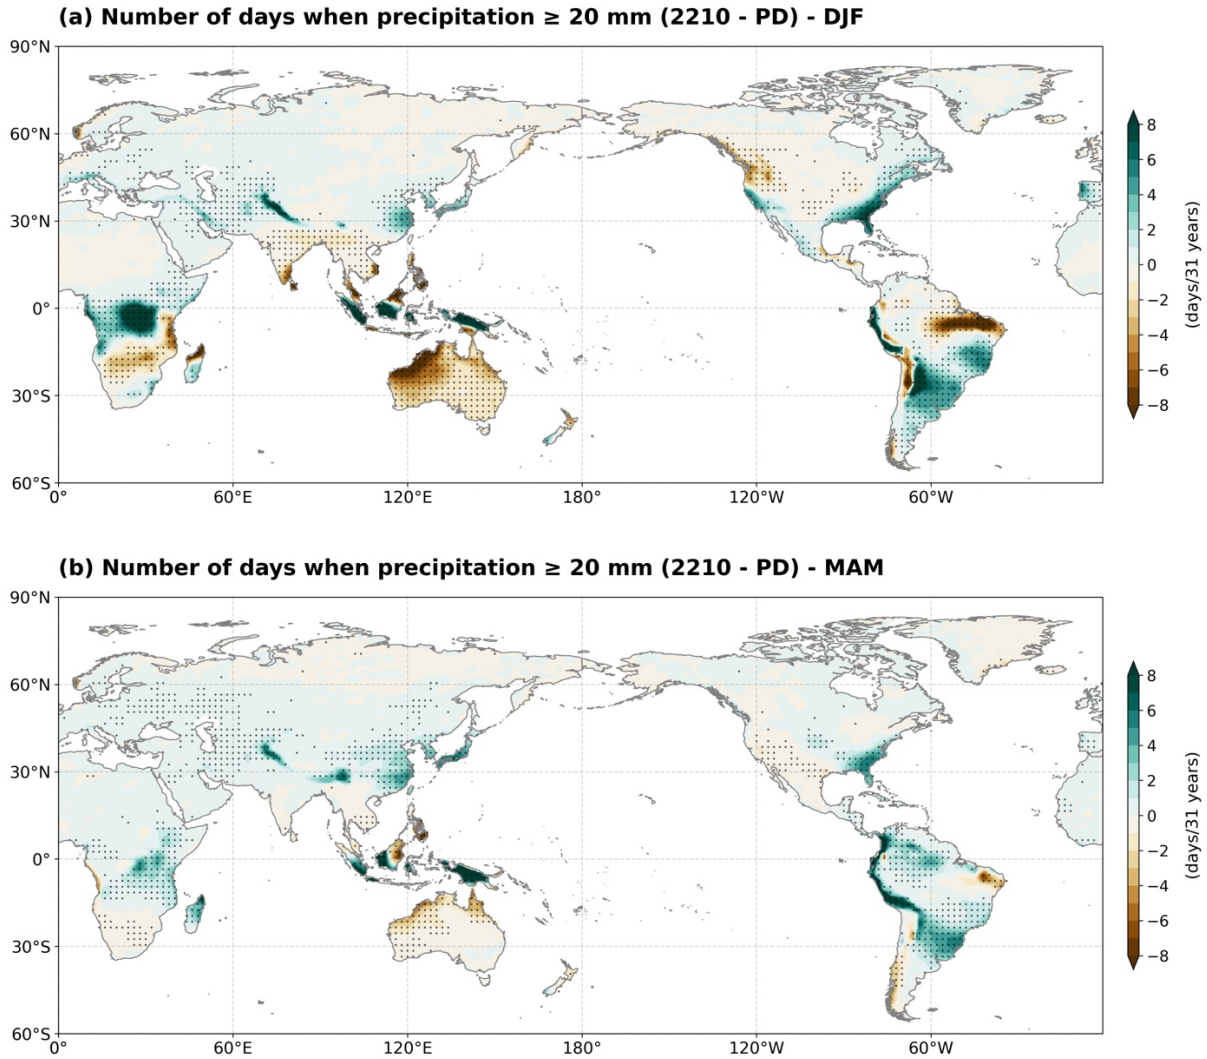 (a) Number of days when precipitation ≥ 20 mm (2210 - PD) - DJF
90°N
60°N
30°N
0°
30°S
60°S
0° 60°E 120°E 180° 120°W 60°W
8
6
4
2
0
−2
−4
−6
−8
(days/31 years)
(b) Number of days when precipitation ≥ 20 mm (2210 - PD) - MAM
90°N
60°N
30°N
0°
30°S
60°S
0° 60°E 120°E 180° 120°W 60°W
8
6
4
2
0
−2
−4
−6
−8
(days/31 years)